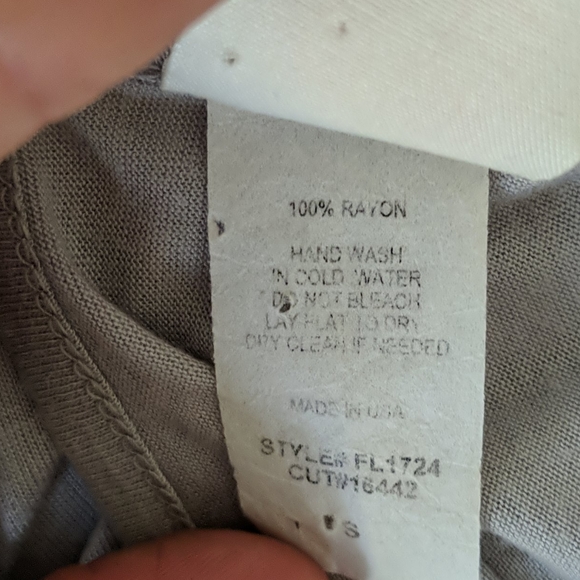 100% RAYON
HAND WASH
IN COLD WATER
DO NOT BLEACH
LAY FLAT TO DRY
DRY CLEAN IF NEEDED
MADE IN USA
STYLE# FL1724
CUT#16442
S